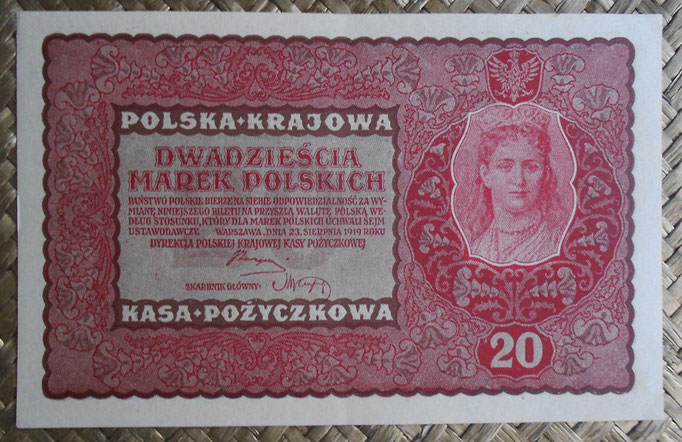 POLSKA·KRAJOWA
DWADZIEŚCIA
MAREK POLSKICH
PAŃSTWO POLSKIE BIERZE NA SIEBIE ODPOWIEDZIALNOŚĆ ZA WY-
MIANĘ NINIEJSZEGO BILETU NA PRZYSZŁĄ WALUTĘ POLSKĄ WE-
DŁUG STOSUNKU, KTÓRY DLA MAREK POLSKICH UCHWALI SEJM
USTAWODAWCZY. WARSZAWA, DNIA 23. SIERPNIA 1919 ROKU
DYREKCJA POLSKIEJ KRAJOWEJ KASY POŻYCZKOWEJ
SKARBNIK GŁÓWNY:
KASA·POŻYCZKOWA
20